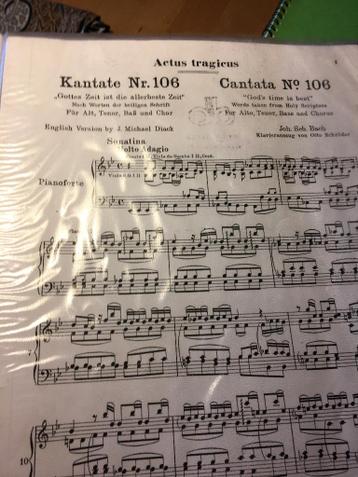 Actus tragicus
Kantate Nr. 106
Cantata No 106
„Gottes Zeit ist die allerbeste Zeit"
"God's time is best"
Nach Worten der heiligen Schrift
Words taken from Holy Scripture
Für Alt, Tenor, Baß und Chor
For Alto, Tenor, Bass and Chorus
English Version by J. Michael Diack
Joh. Seb. Bach
Klavierauszug von Otto Schröder
Sonatina
Molto Adagio
Pianoforte
7
10